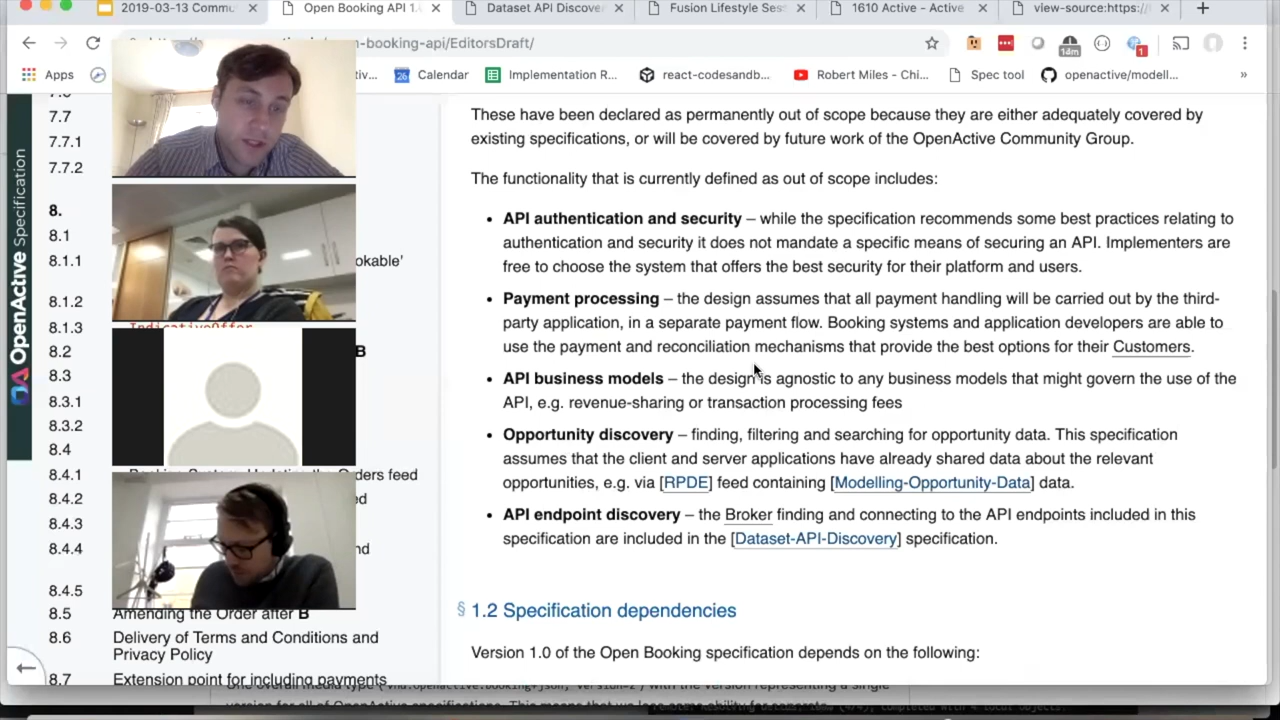 2019-03-13 Commu
Open Booking API 1.
Dataset API Discove
Fusion Lifestyle Ses
1610 Active - Active
view-source:https://
n-booking-api/EditorsDraft/
14m
1
Apps
tiv...
26
Calendar
Implementation R...
react-codesandb...
Robert Miles - Chi...
Spec tool
openactive/modell...
»
OpenActive Specification
7.7
7.7.1
7.7.2
8.
8.1
8.1.1
okable'
8.1.2
8.1.3
IndicativeOffer
8.2
B
8.3
8.3.1
8.3.2
8.4
8.4.1
Orders feed
8.4.2
ed
8.4.3
8.4.4
nd
8.4.5
8.5 Amending the Order after B
8.6 Delivery of Terms and Conditions and
Privacy Policy
8.7 Extension point for including payments
These have been declared as permanently out of scope because they are either adequately covered by
existing specifications, or will be covered by future work of the OpenActive Community Group.
The functionality that is currently defined as out of scope includes:
• API authentication and security – while the specification recommends some best practices relating to
authentication and security it does not mandate a specific means of securing an API. Implementers are
free to choose the system that offers the best security for their platform and users.
• Payment processing – the design assumes that all payment handling will be carried out by the third-
party application, in a separate payment flow. Booking systems and application developers are able to
use the payment and reconciliation mechanisms that provide the best options for their Customers.
• API business models – the design is agnostic to any business models that might govern the use of the
API, e.g. revenue-sharing or transaction processing fees
• Opportunity discovery – finding, filtering and searching for opportunity data. This specification
assumes that the client and server applications have already shared data about the relevant
opportunities, e.g. via [RPDE] feed containing [Modelling-Opportunity-Data] data.
• API endpoint discovery – the Broker finding and connecting to the API endpoints included in this
specification are included in the [Dataset-API-Discovery] specification.
§ 1.2 Specification dependencies
Version 1.0 of the Open Booking specification depends on the following: